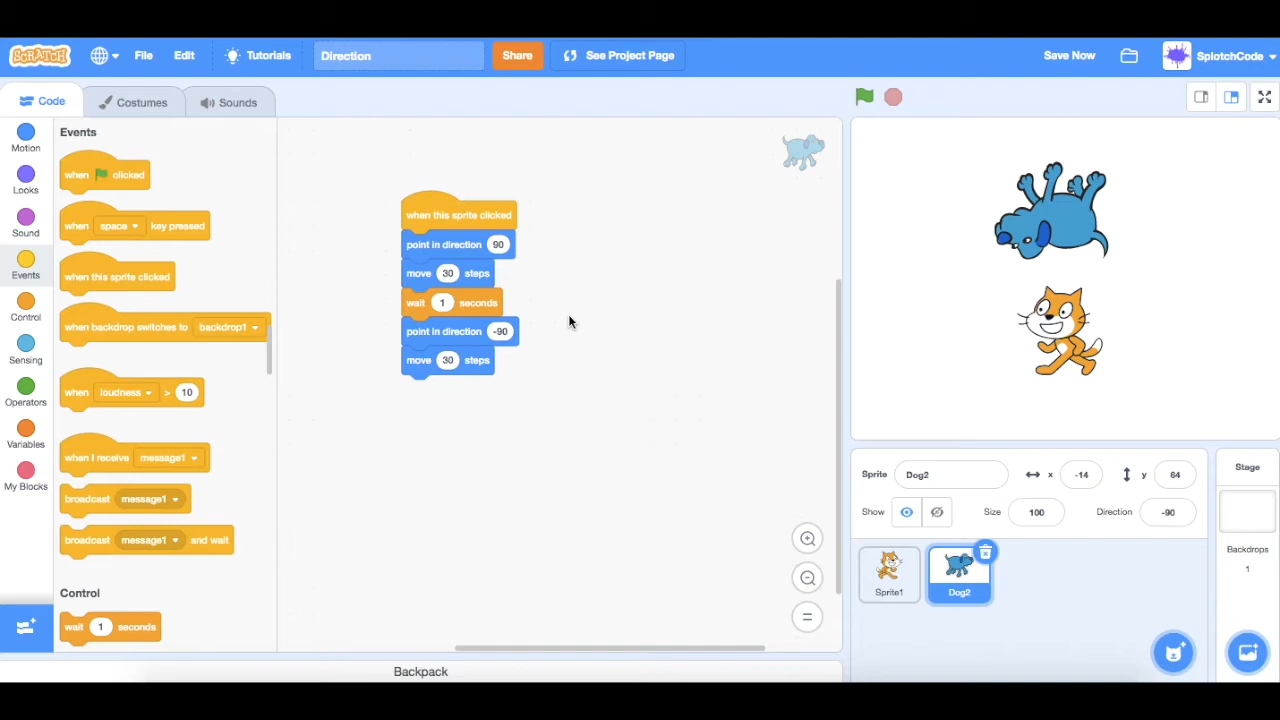 SCRATCH File Edit Tutorials Direction Share See Project Page Save Now SplotchCode
Code Costumes Sounds
Motion
Looks
Sound
Events
Control
Sensing
Operators
Variables
My Blocks
Events
when clicked
when space key pressed
when this sprite clicked
when backdrop switches to backdrop1
when loudness > 10
when I receive message1
broadcast message1
broadcast message1 and wait
Control
wait 1 seconds
when this sprite clicked
point in direction 90
move 30 steps
wait 1 seconds
point in direction -90
move 30 steps
Backpack
Sprite Dog2 x -14 y 64
Show Size 100 Direction -90
Sprite1
Dog2
Stage
Backdrops
1